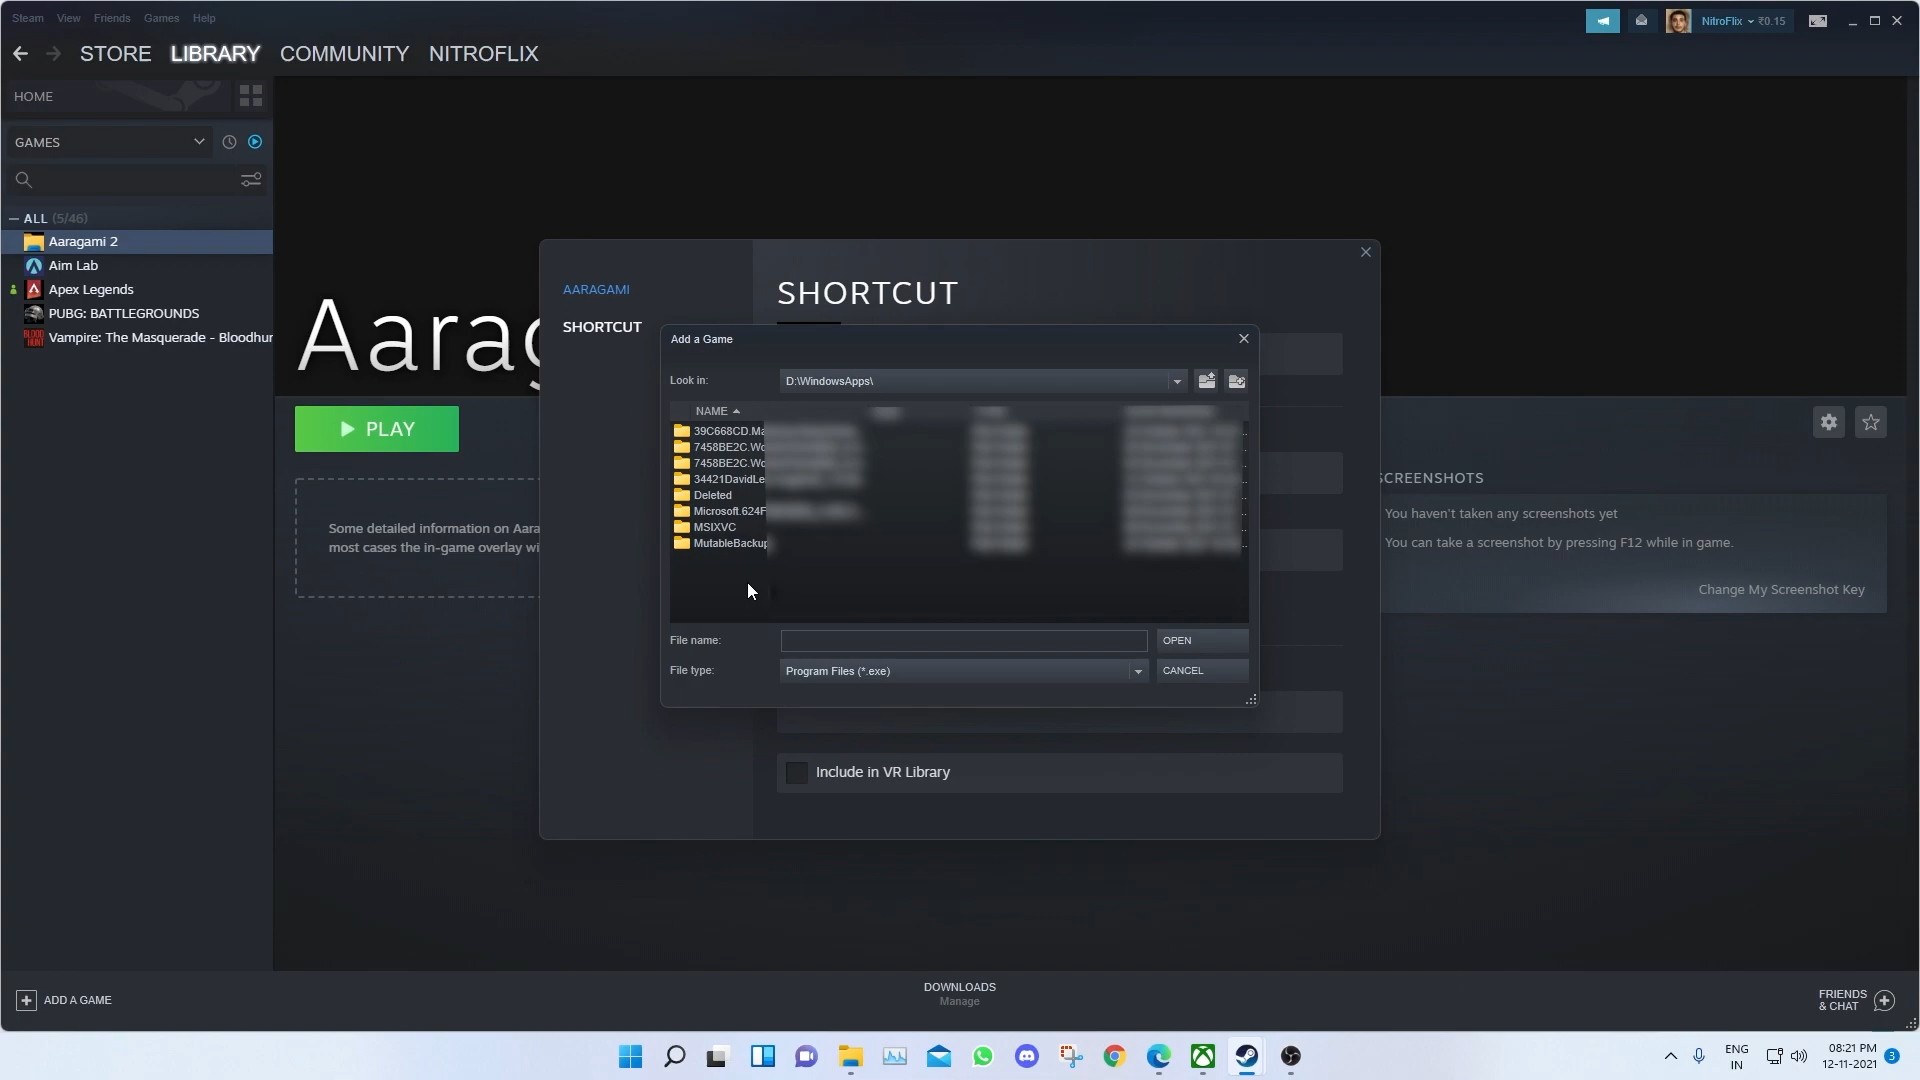 Steam View Friends Games Help
NitroFlix ₹0.15
STORE LIBRARY COMMUNITY NITROFLIX
HOME
GAMES
ALL (5/46)
Aaragami 2
Aim Lab
Apex Legends
PUBG: BATTLEGROUNDS
Vampire: The Masquerade - Bloodhur
Aarag
PLAY
Some detailed information on Aara
most cases the in-game overlay wi
AARAGAMI
SHORTCUT
SHORTCUT
Add a Game
Look in:
D:\WindowsApps\
NAME
39C668CD.Ma
7458BE2C.Wo
7458BE2C.Wo
34421DavidLe
Deleted
Microsoft.624F
MSIXVC
MutableBackup
File name:
OPEN
File type:
Program Files (*.exe)
CANCEL
Include in VR Library
SCREENSHOTS
You haven't taken any screenshots yet
You can take a screenshot by pressing F12 while in game.
Change My Screenshot Key
ADD A GAME
DOWNLOADS
Manage
FRIENDS
& CHAT
ENG
IN
08:21 PM
12-11-2021
3